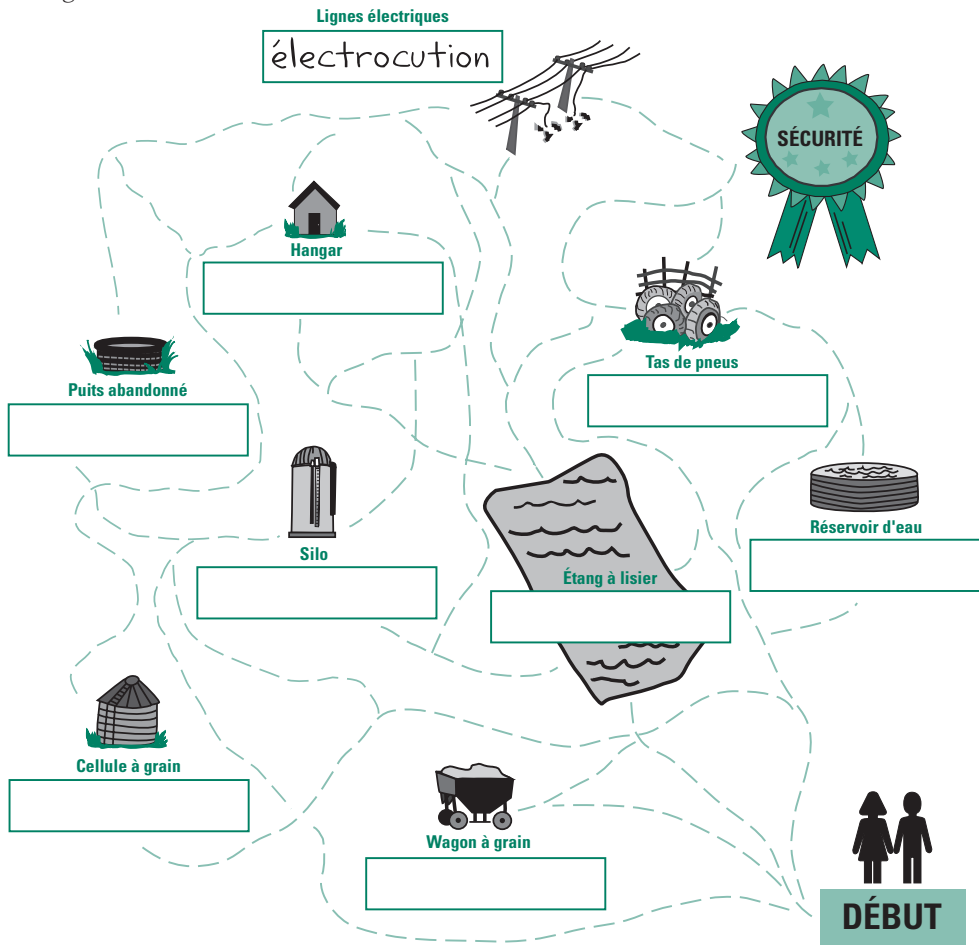 Lignes électriques
électrocution
SÉCURITÉ
Hangar
Tas de pneus
Puits abandonné
Réservoir d'eau
Silo
Étang à lisier
Cellule à grain
Wagon à grain
DÉBUT